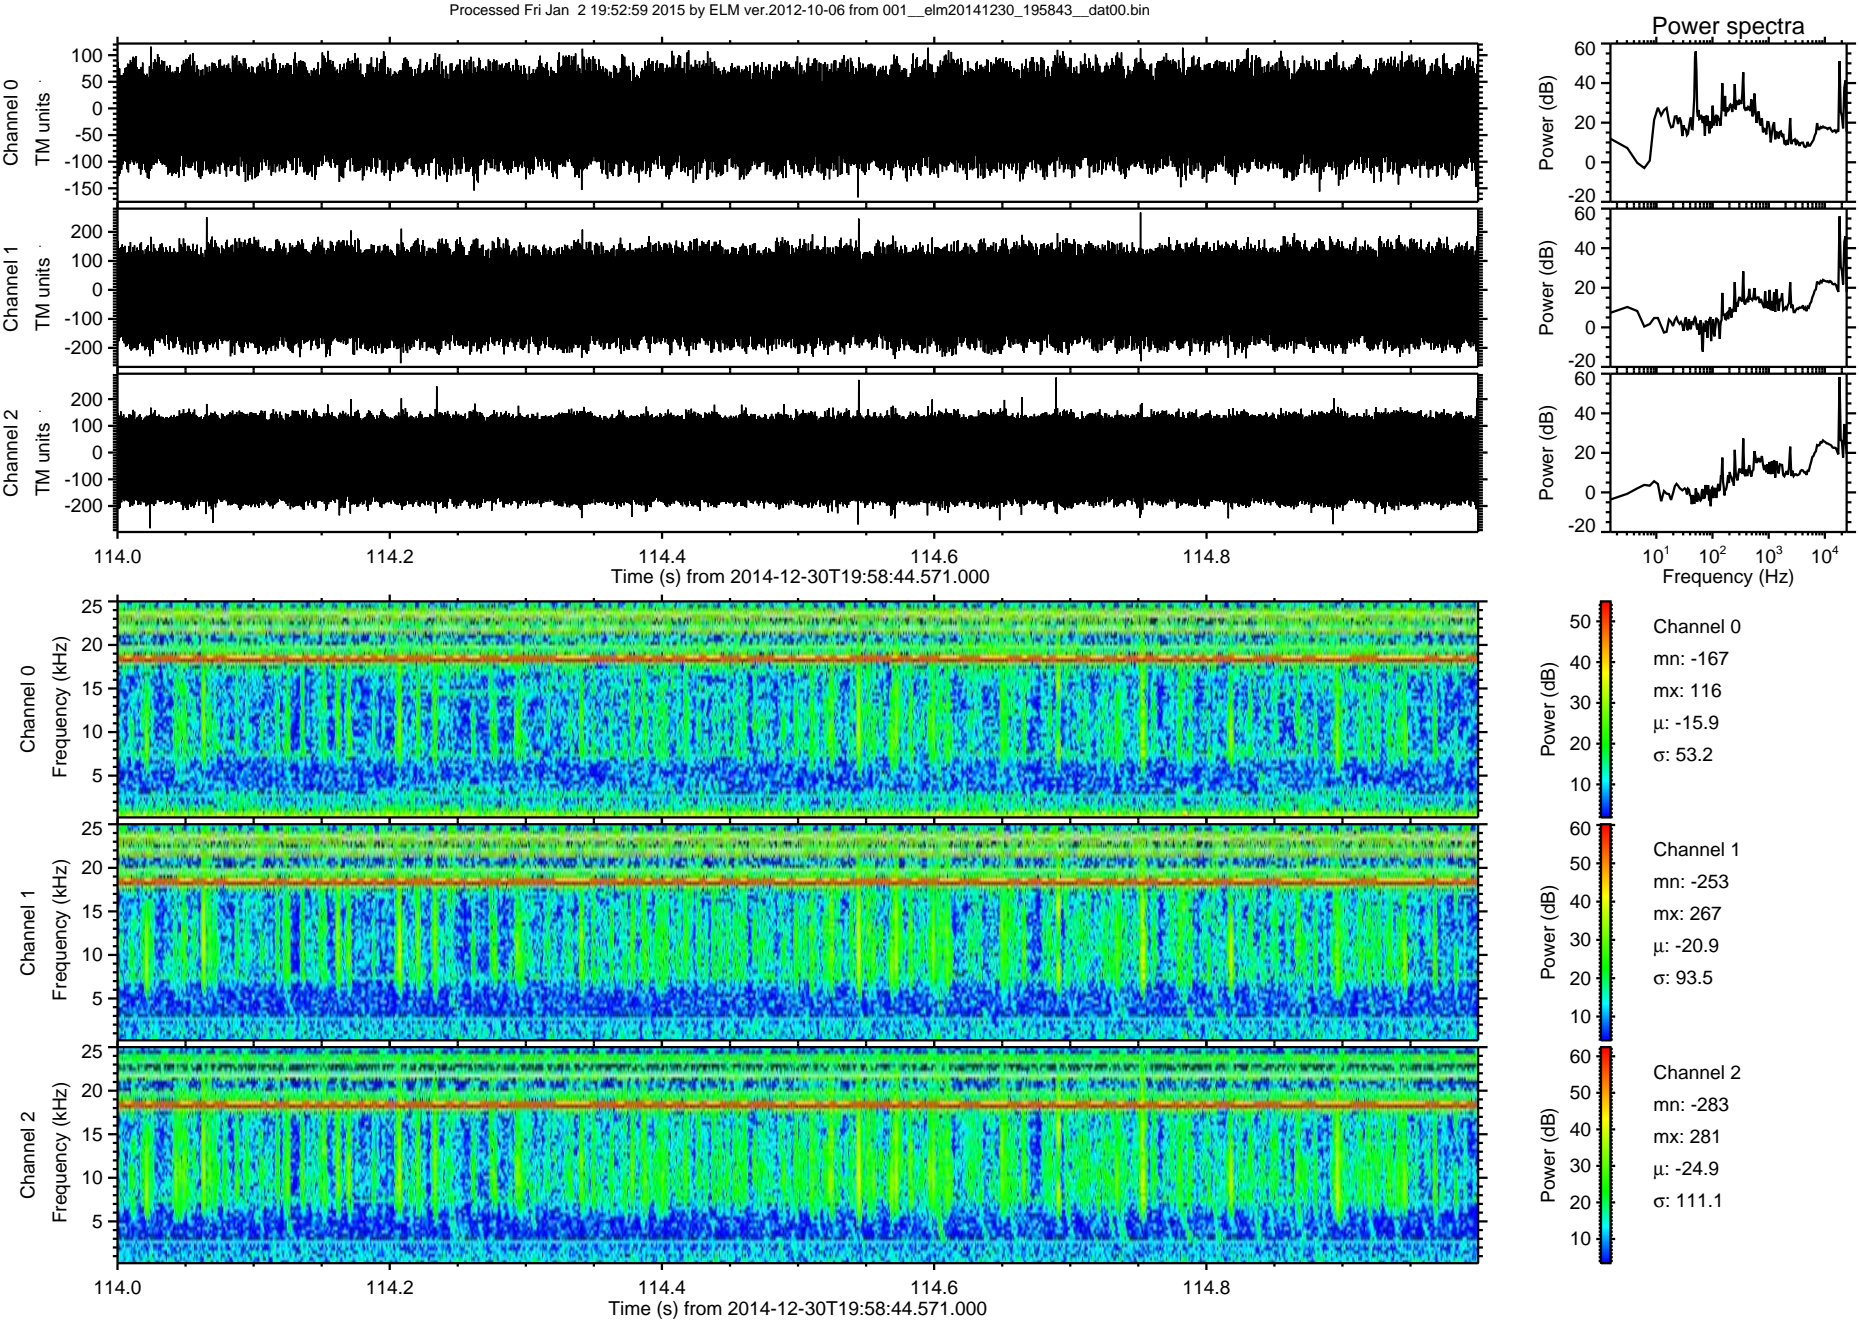 Processed Fri Jan  2 19:52:59 2015 by ELM ver.2012-10-06 from 001__elm20141230_195843__dat00.bin
Power spectra
Channel 0
TM units
100
50
0
-50
-100
-150
Power (dB)
60
40
20
0
-20
Channel 1
TM units
200
100
0
-100
-200
Power (dB)
60
40
20
0
-20
Channel 2
TM units
200
100
0
-100
-200
Power (dB)
60
40
20
0
-20
114.0 114.2 114.4 114.6 114.8
Time (s) from 2014-12-30T19:58:44.571.000
10^1 10^2 10^3 10^4
Frequency (Hz)
Channel 0
Frequency (kHz)
25
20
15
10
5
Power (dB)
50
40
30
20
10
Channel 0
mn: -167
mx: 116
μ: -15.9
σ: 53.2
Channel 1
Frequency (kHz)
25
20
15
10
5
Power (dB)
60
50
40
30
20
10
Channel 1
mn: -253
mx: 267
μ: -20.9
σ: 93.5
Channel 2
Frequency (kHz)
25
20
15
10
5
Power (dB)
60
50
40
30
20
10
Channel 2
mn: -283
mx: 281
μ: -24.9
σ: 111.1
114.0 114.2 114.4 114.6 114.8
Time (s) from 2014-12-30T19:58:44.571.000